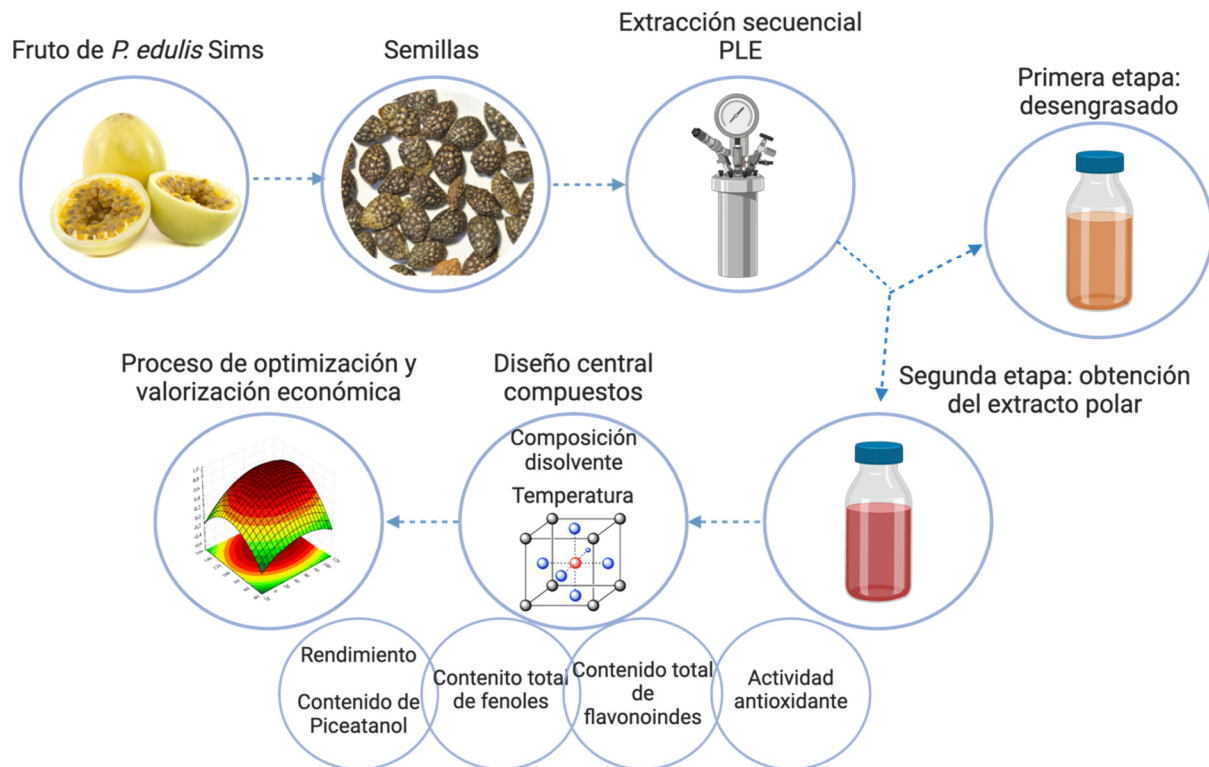 Fruto de P. edulis Sims
Semillas
Extracción secuencial
PLE
Primera etapa:
desengrasado
Segunda etapa: obtención
del extracto polar
Diseño central
compuestos
Composición
disolvente
Temperatura
Proceso de optimización y
valorización económica
Rendimiento
Contenido de
Piceatanol
Contenito total
de fenoles
Contenido total
de
flavonoindes
Actividad
antioxidante